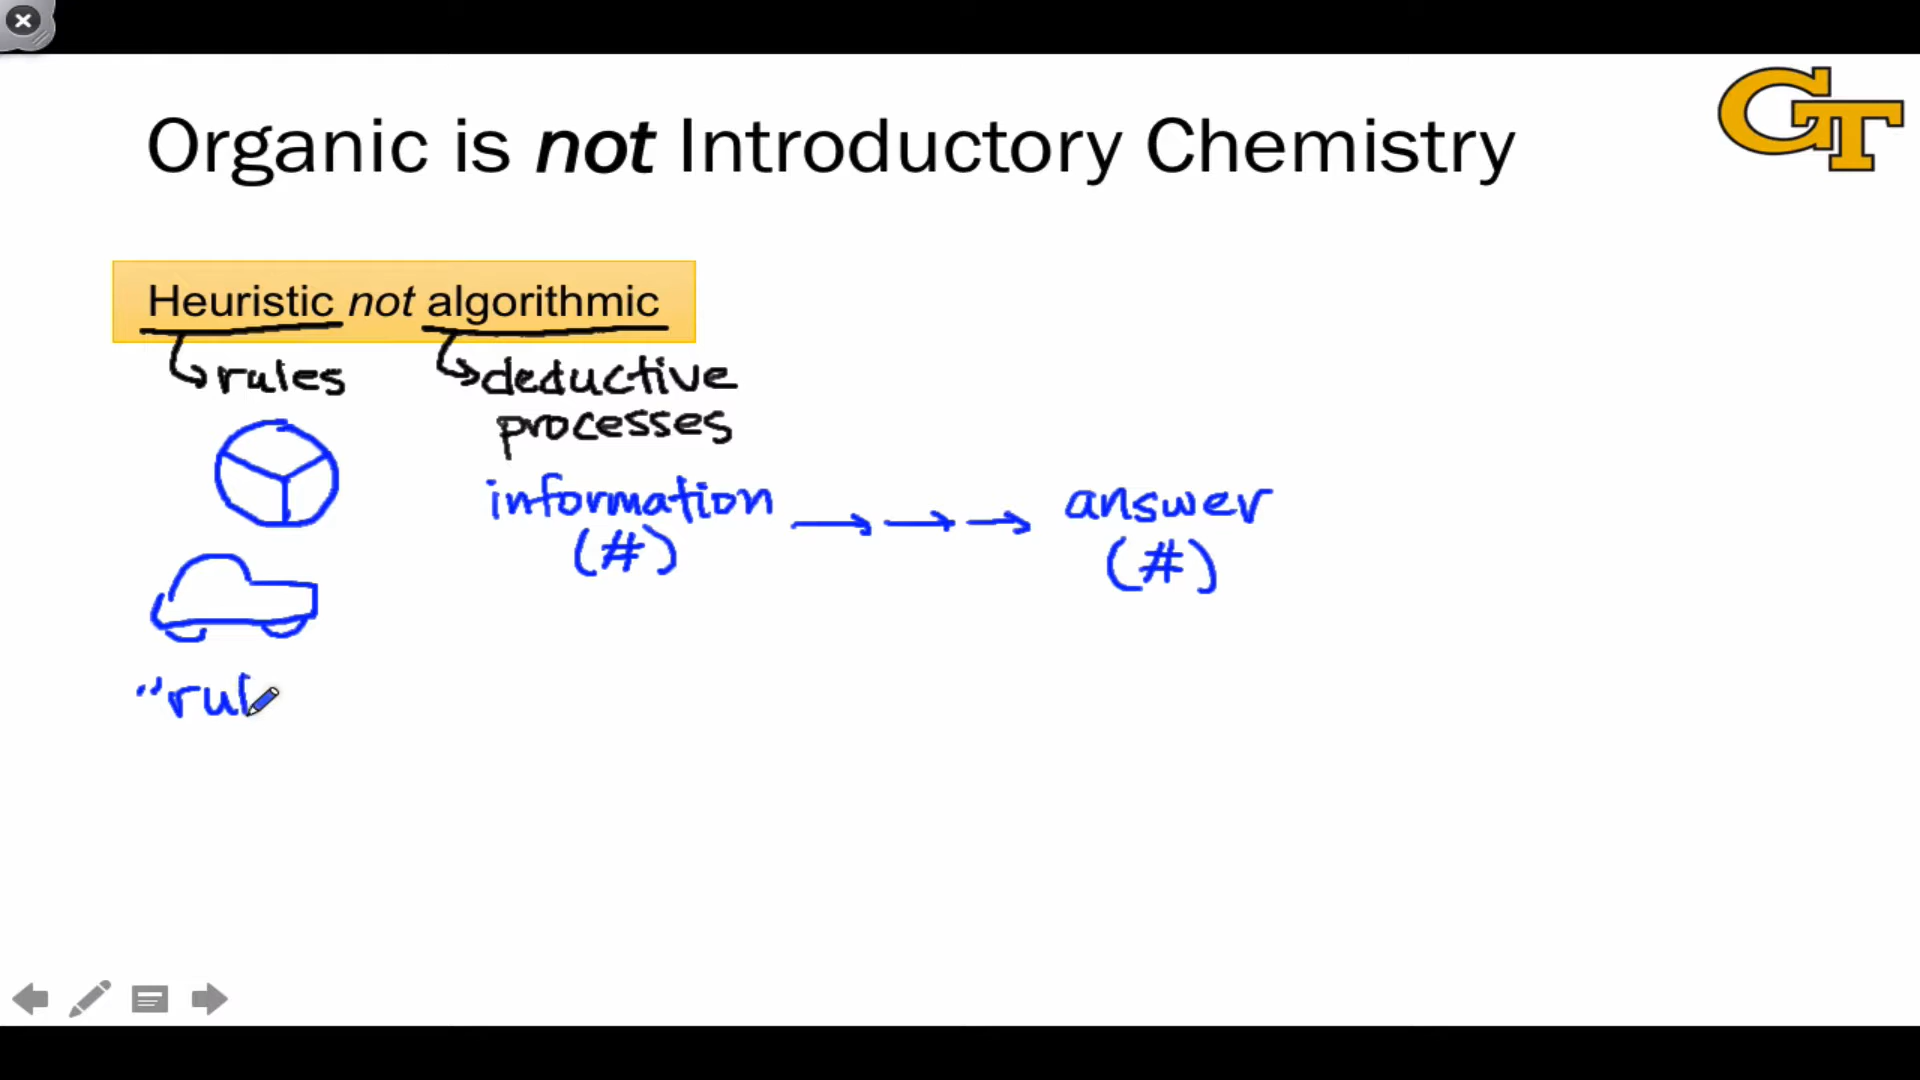 GT
Organic is not Introductory Chemistry
Heuristic not algorithmic
rules
deductive
processes
information
(#)
answer
(#)
"rul